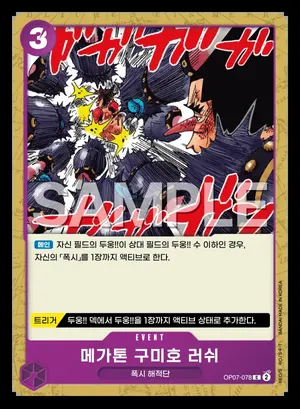 3
SAMPLE
메인 자신 필드의 두웅!!이 상대 필드의 두웅!! 수 이하인 경우,
자신의 「폭시」를 1장까지 액티브로 한다.
트리거 두웅!! 덱에서 두웅!!을 1장까지 액티브 상태로 추가한다.
EVENT
메가톤 구미호 러쉬
폭시 해적단
OP07-078 C 2